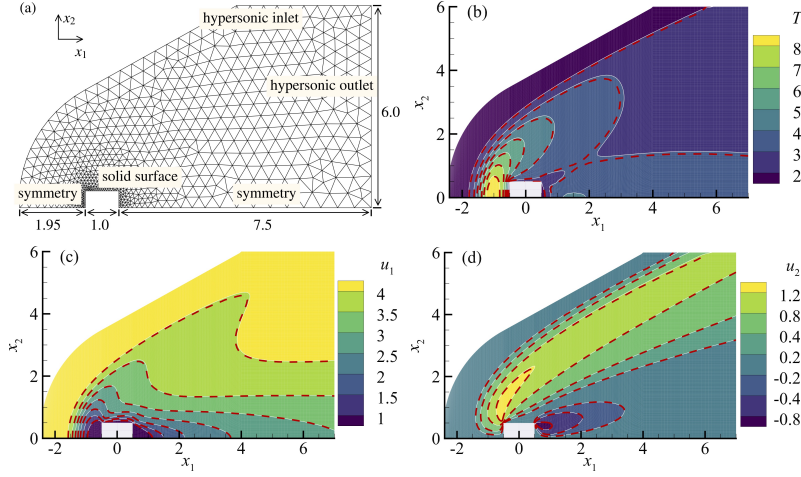 (a)
x2
x1
hypersonic inlet
hypersonic outlet
6.0
solid surface
symmetry
symmetry
1.95
1.0
7.5
(b)
T
6
4
2
0
x2
-2
0
2
4
6
x1
8
7
6
5
4
3
2
(c)
u1
6
4
2
0
x2
-2
0
2
4
6
x1
4
3.5
3
2.5
2
1.5
1
(d)
u2
6
4
2
0
x2
-2
0
2
4
6
x1
1.2
0.8
0.4
0.2
-0.2
-0.4
-0.8